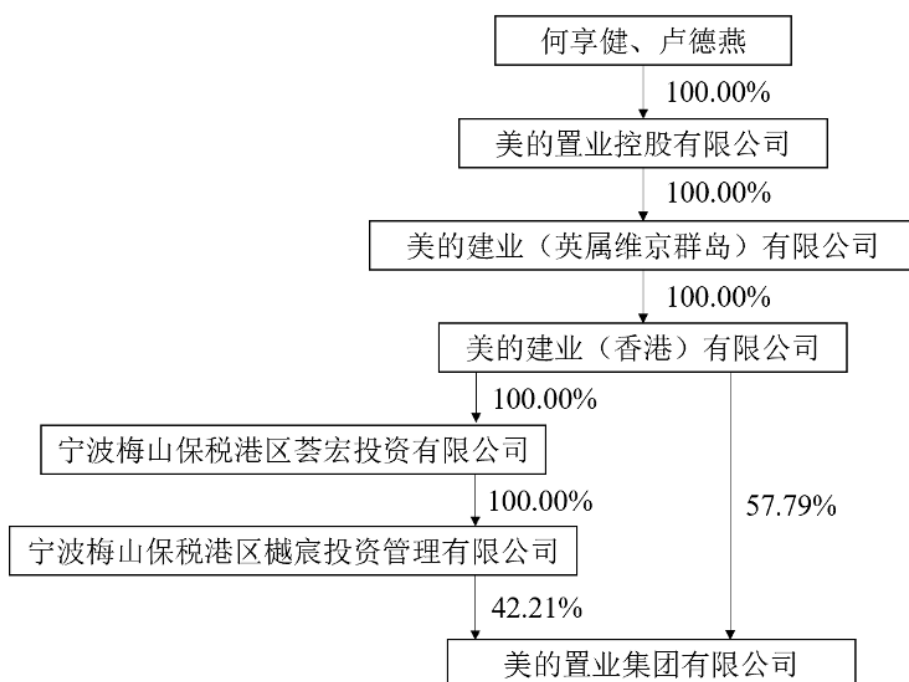 何享健、卢德燕
100.00%
美的置业控股有限公司
100.00%
美的建业（英属维京群岛）有限公司
100.00%
美的建业（香港）有限公司
100.00%
宁波梅山保税港区荟宏投资有限公司
100.00%
57.79%
宁波梅山保税港区樾宸投资管理有限公司
42.21%
美的置业集团有限公司